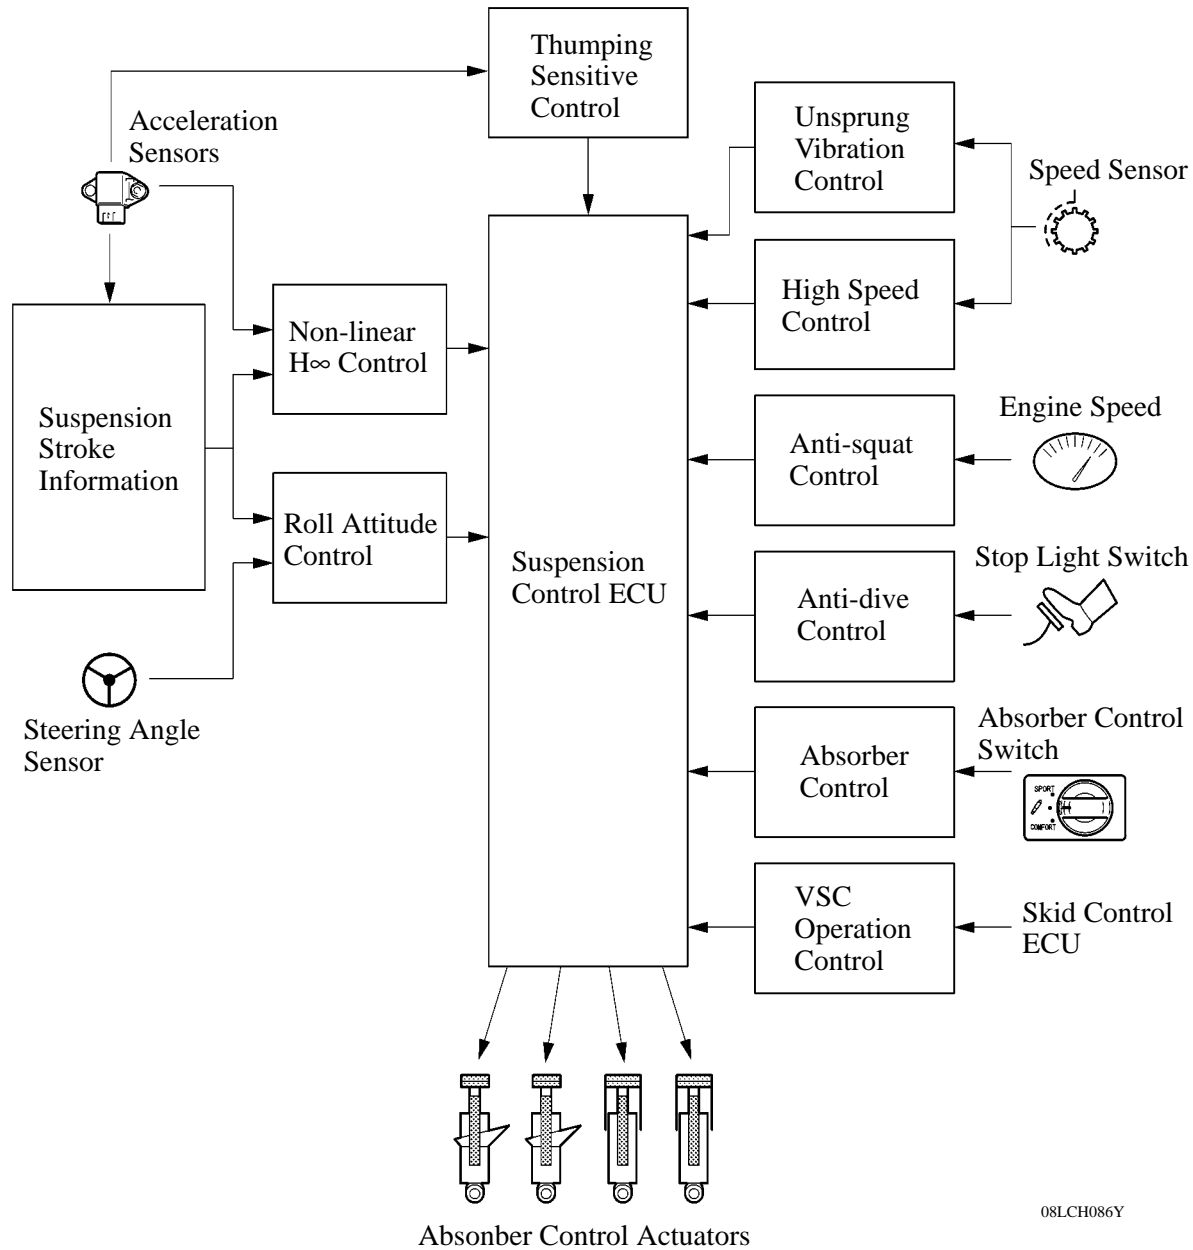 Thumping
Sensitive
Control
Acceleration
Sensors
Unsprung
Vibration
Control
Speed Sensor
High Speed
Control
Non-linear
H∞ Control
Suspension
Stroke
Information
Engine Speed
Anti-squat
Control
Roll Attitude
Control
Suspension
Control ECU
Stop Light Switch
Anti-dive
Control
Steering Angle
Sensor
Absorber Control
Switch
Absorber
Control
SPORT
COMFORT
VSC
Operation
Control
Skid Control
ECU
Absonber Control Actuators
08LCH086Y